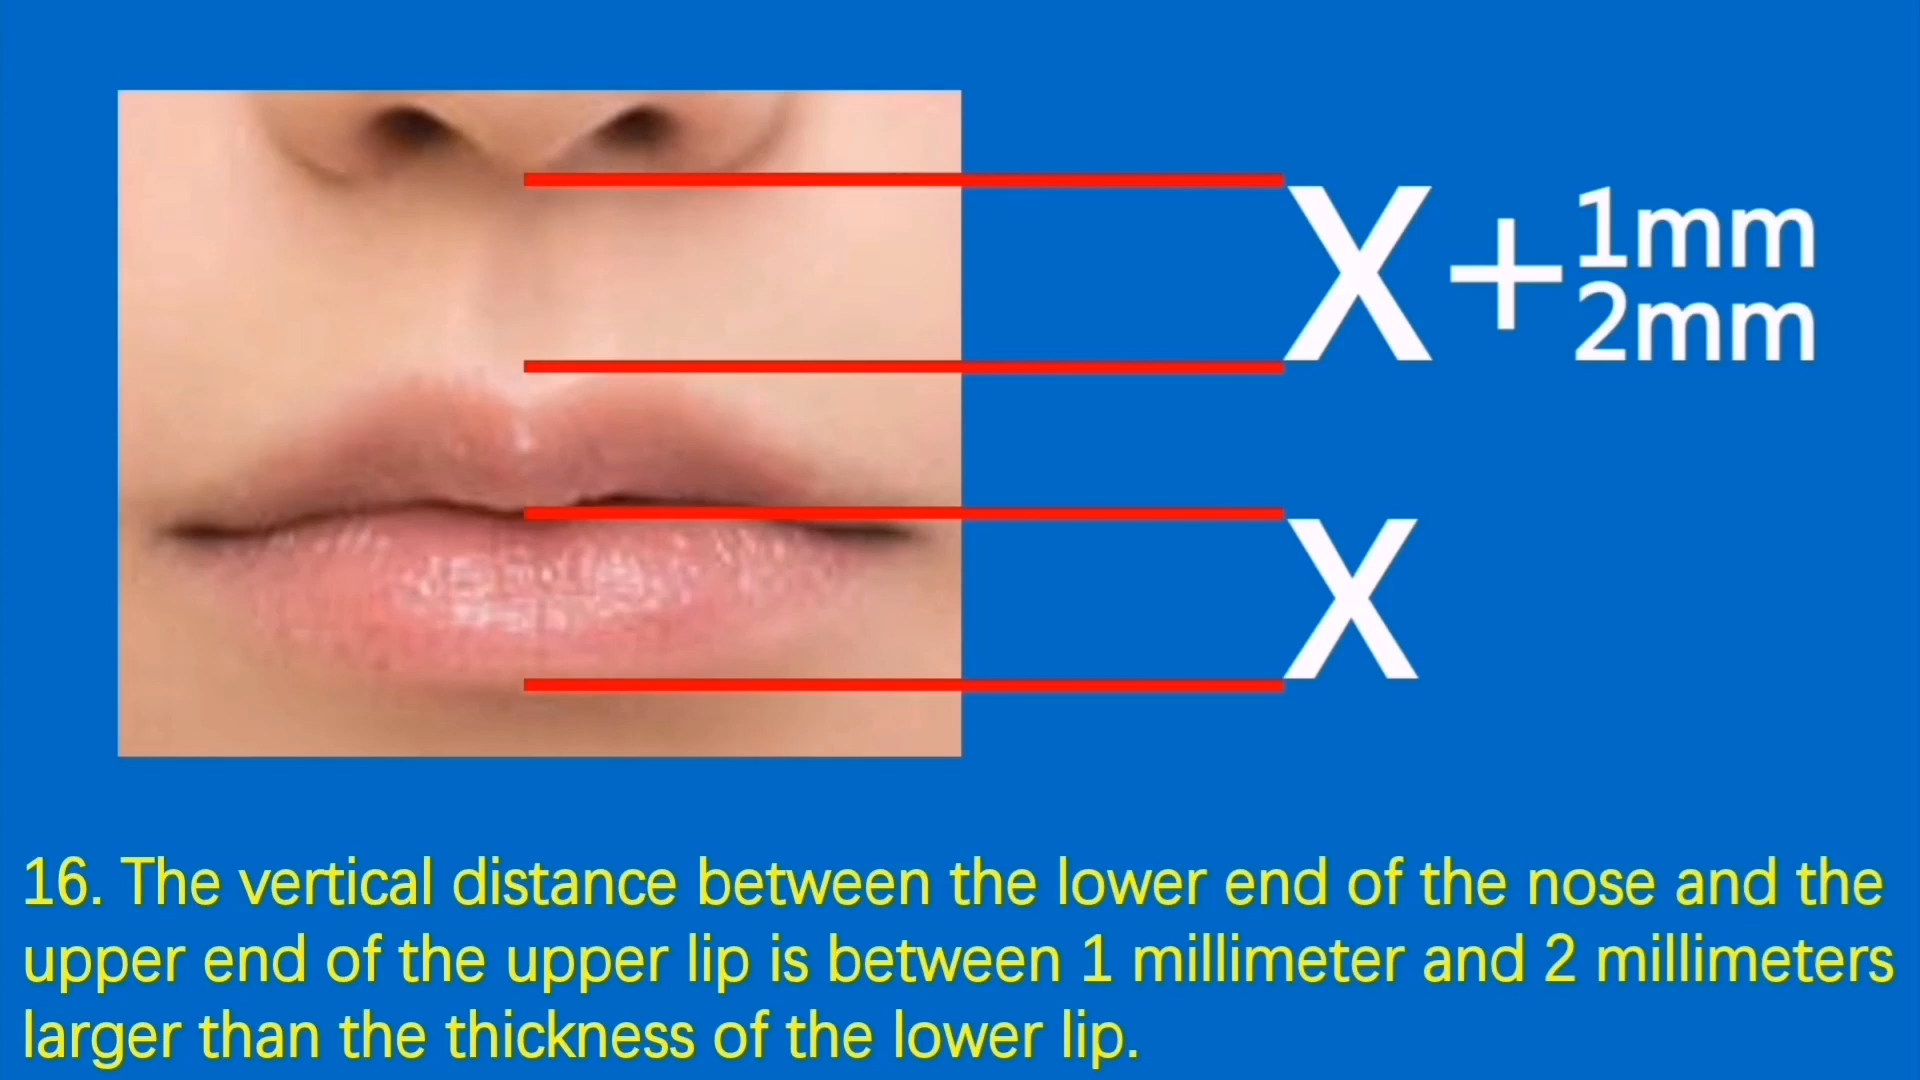 X+1mm
2mm
X
16. The vertical distance between the lower end of the nose and the
upper end of the upper lip is between 1 millimeter and 2 millimeters
larger than the thickness of the lower lip.